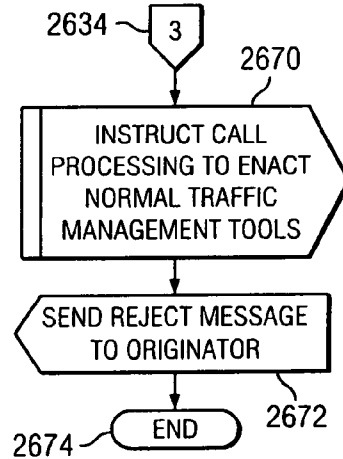 2634
3
2670
INSTRUCT CALL
PROCESSING TO ENACT
NORMAL TRAFFIC
MANAGEMENT TOOLS
SEND REJECT MESSAGE
TO ORIGINATOR
2672
2674
END